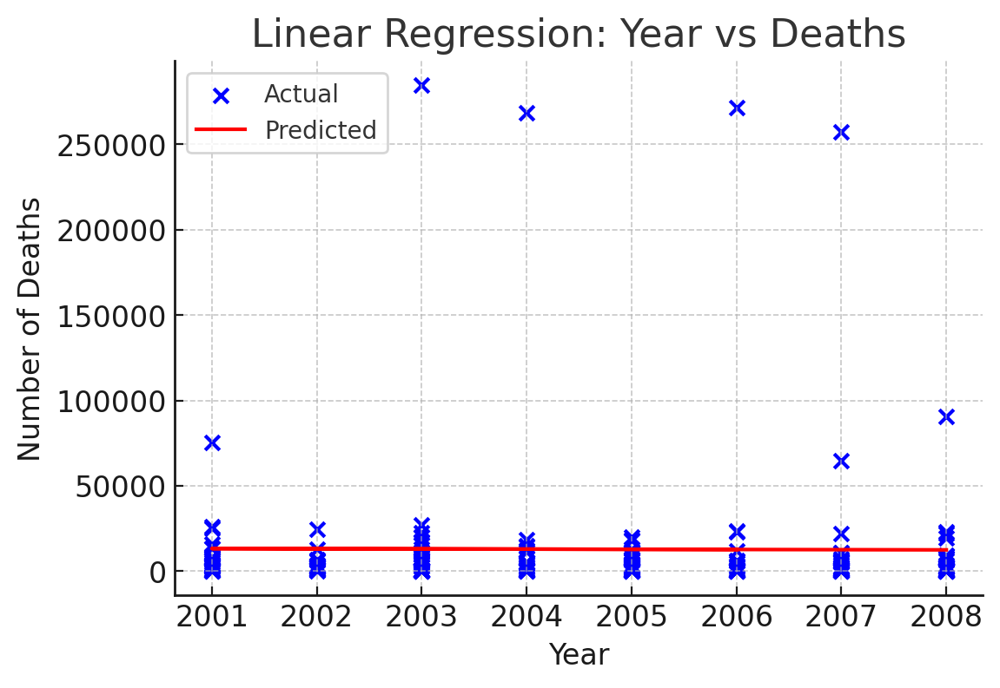 Linear Regression: Year vs Deaths
Actual
Predicted
250000
200000
150000
100000
50000
0
Number of Deaths
2001 2002 2003 2004 2005 2006 2007 2008
Year